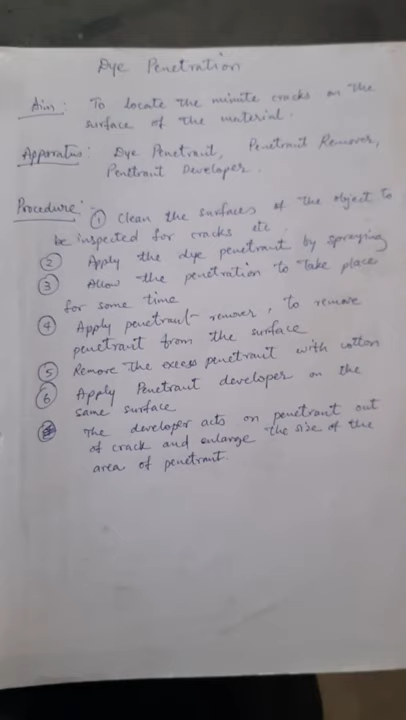 Dye Penetration
Aim: To locate the minute cracks on the
surface of the material.
Apparatus: Dye Penetrant, Penetrant Remover,
Penetrant Developer.
Procedure: ① Clean the surfaces of the object to
be inspected for cracks etc
② Apply the dye penetrant by spraying
③ Allow the penetration to take place
for some time
④ Apply penetrant remover, to remove
penetrant from the surface
⑤ Remove the excess penetrant with cotton
⑥ Apply Penetrant developer on the
same surface
The developer acts on penetrant out
of crack and enlarge the size of the
area of penetrant.